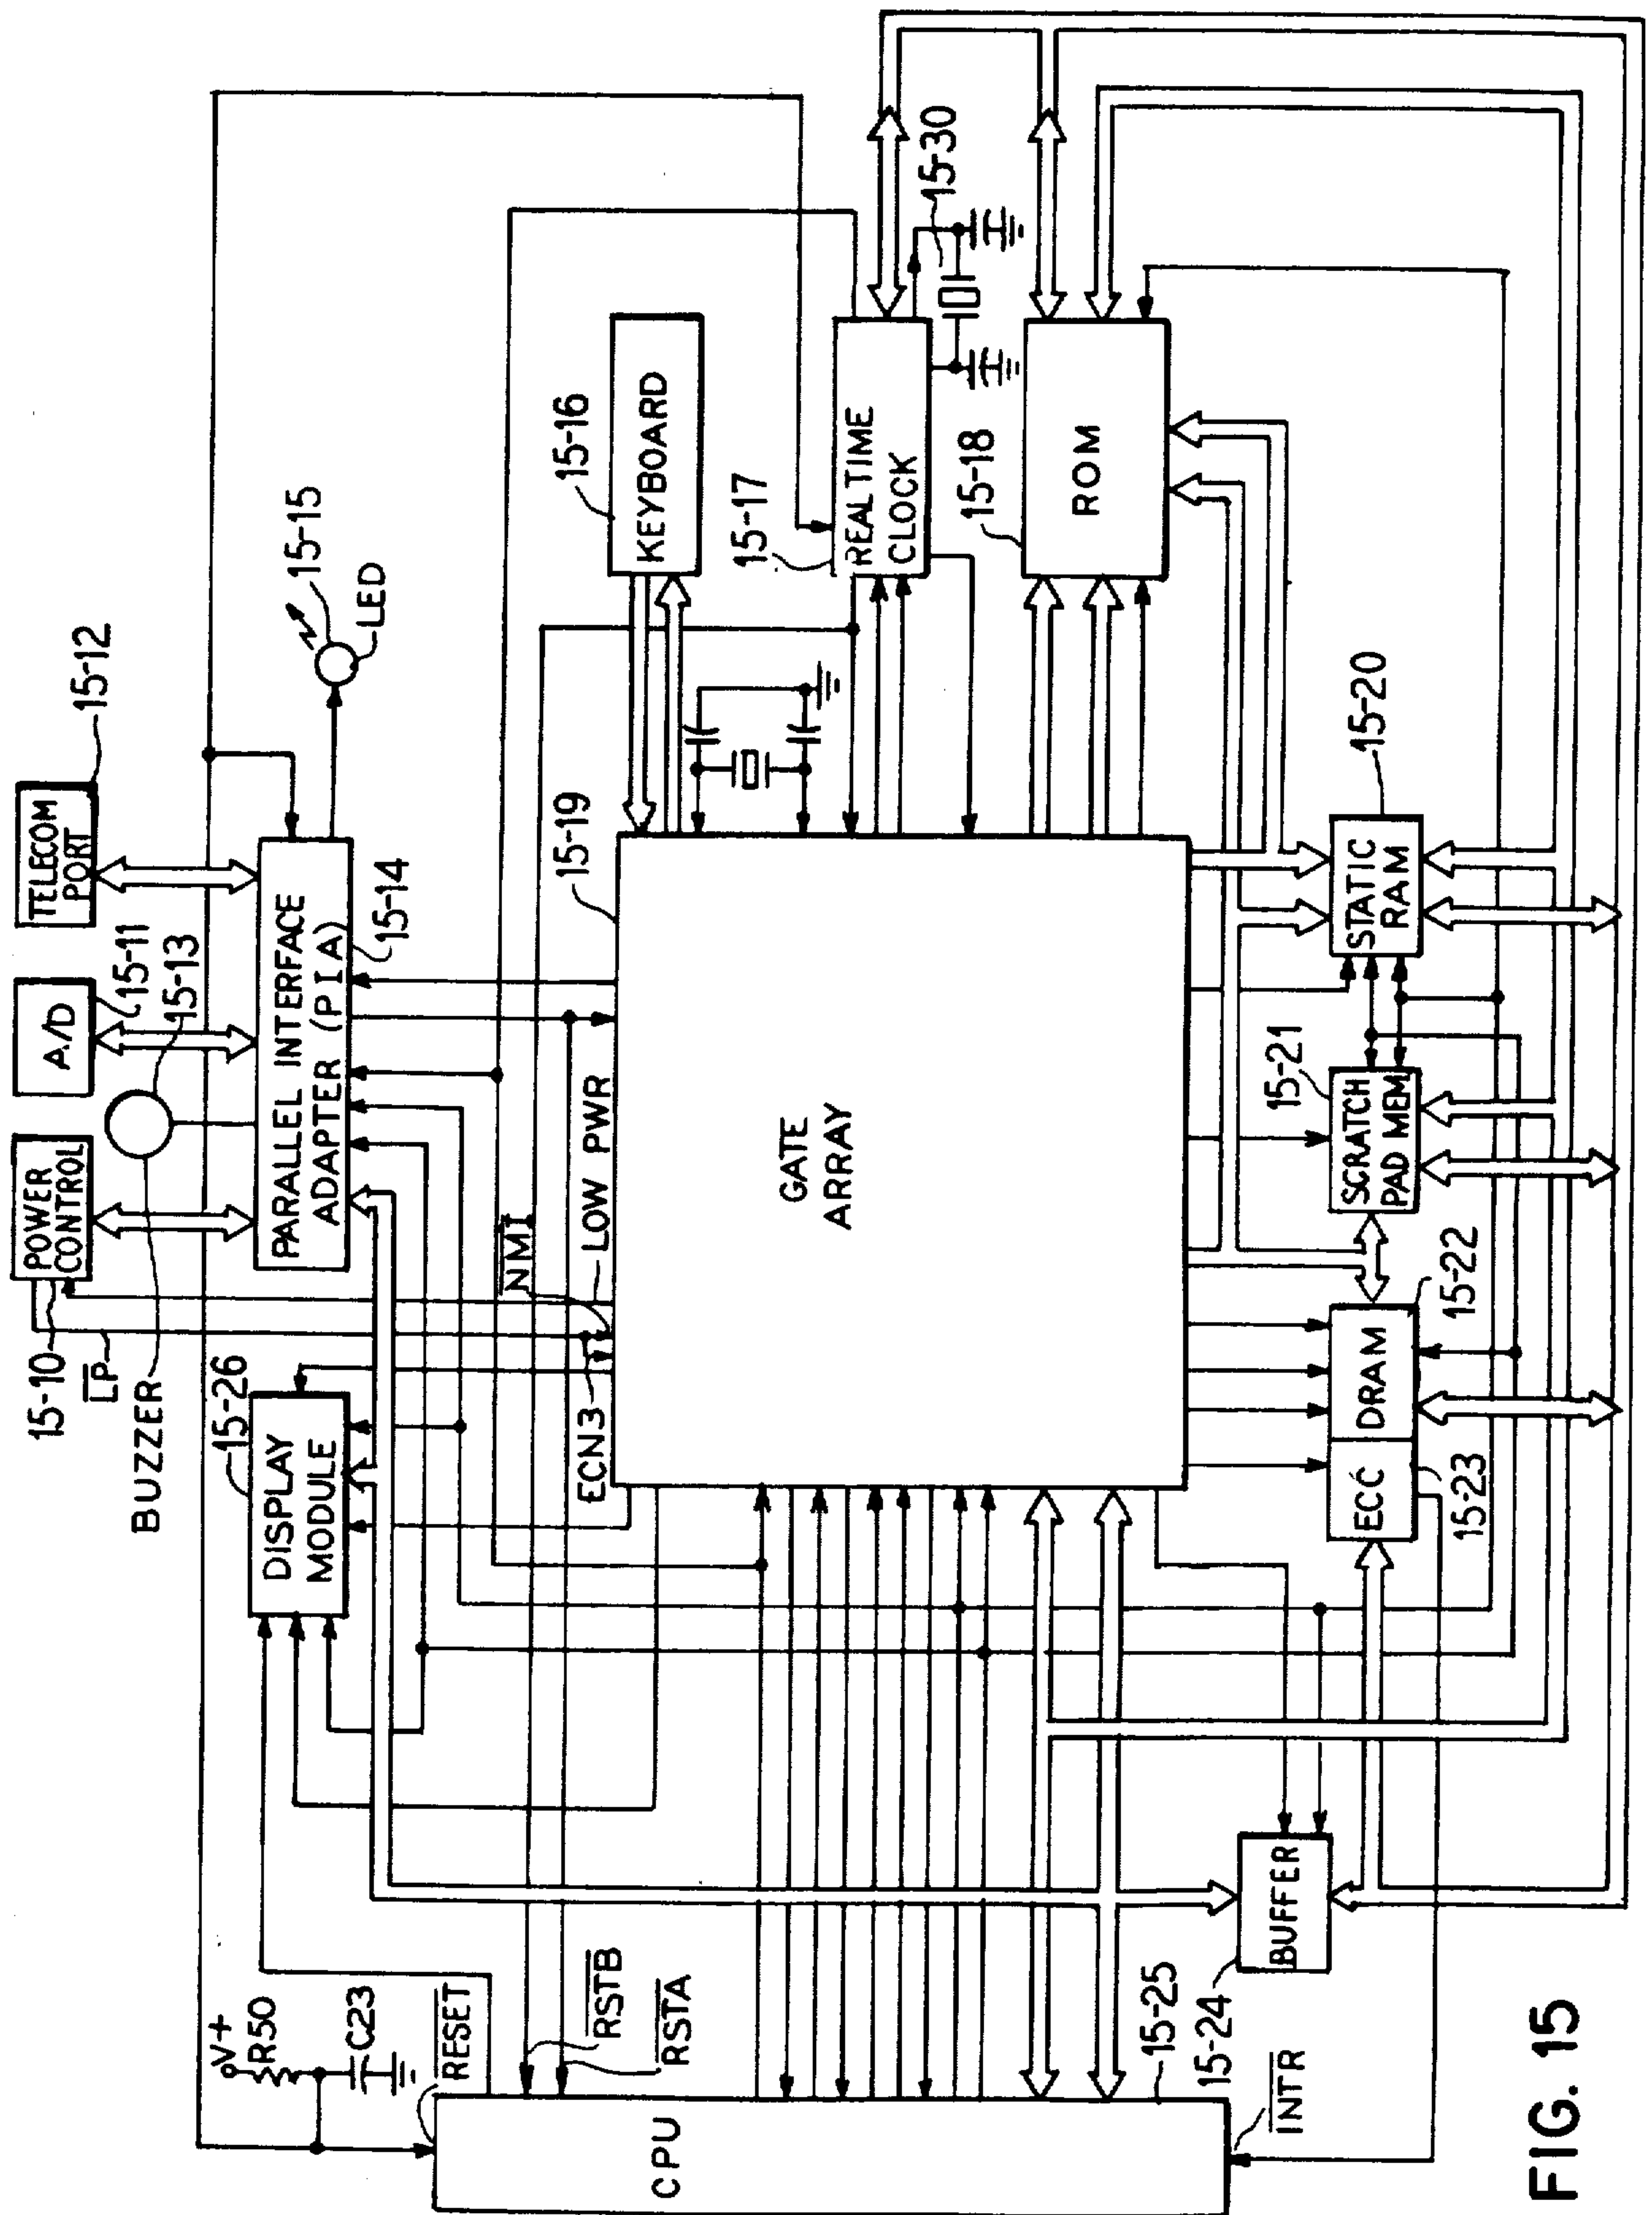 15-10
POWER
CONTROL
A/D
15-11
TELECOM
PORT
15-12
LP
BUZZER
15-13
PARALLEL INTERFACE
ADAPTER (PIA)
15-14
15-15
LED
15-26
DISPLAY
MODULE
V+
R50
C23
RESET
RSTB
RSTA
CPU
15-25
INTR
ECN3
NMI
LOW PWR
15-19
GATE
ARRAY
15-16
KEYBOARD
15-17
REALTIME
CLOCK
15-30
15-18
ROM
15-24
BUFFER
ECC
15-23
DRAM
15-22
15-21
SCRATCH
PAD MEM
STATIC
RAM
15-20
FIG. 15